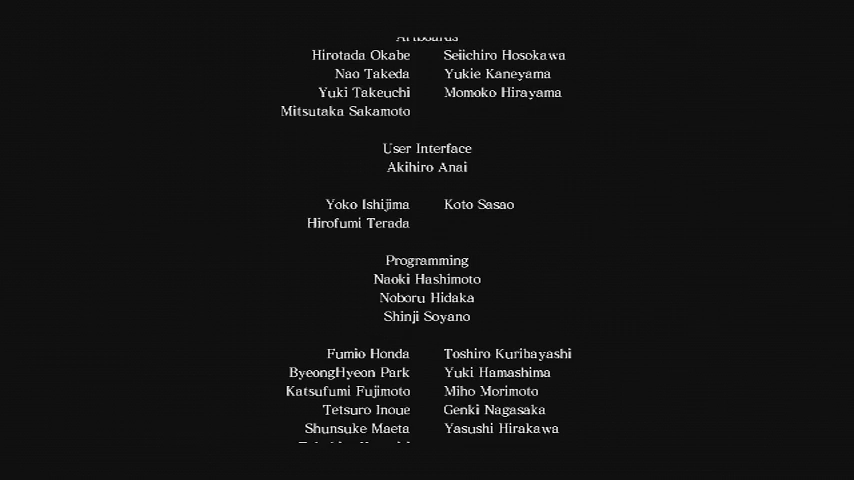 Artboards
Hirotada Okabe Seiichiro Hosokawa
Nao Takeda Yukie Kaneyama
Yuki Takeuchi Momoko Hirayama
Mitsutaka Sakamoto
User Interface
Akihiro Anai
Yoko Ishijima Koto Sasao
Hirofumi Terada
Programming
Naoki Hashimoto
Noboru Hidaka
Shinji Soyano
Fumio Honda Toshiro Kuribayashi
ByeongHyeon Park Yuki Hamashima
Katsufumi Fujimoto Miho Morimoto
Tetsuro Inoue Genki Nagasaka
Shunsuke Maeta Yasushi Hirakawa